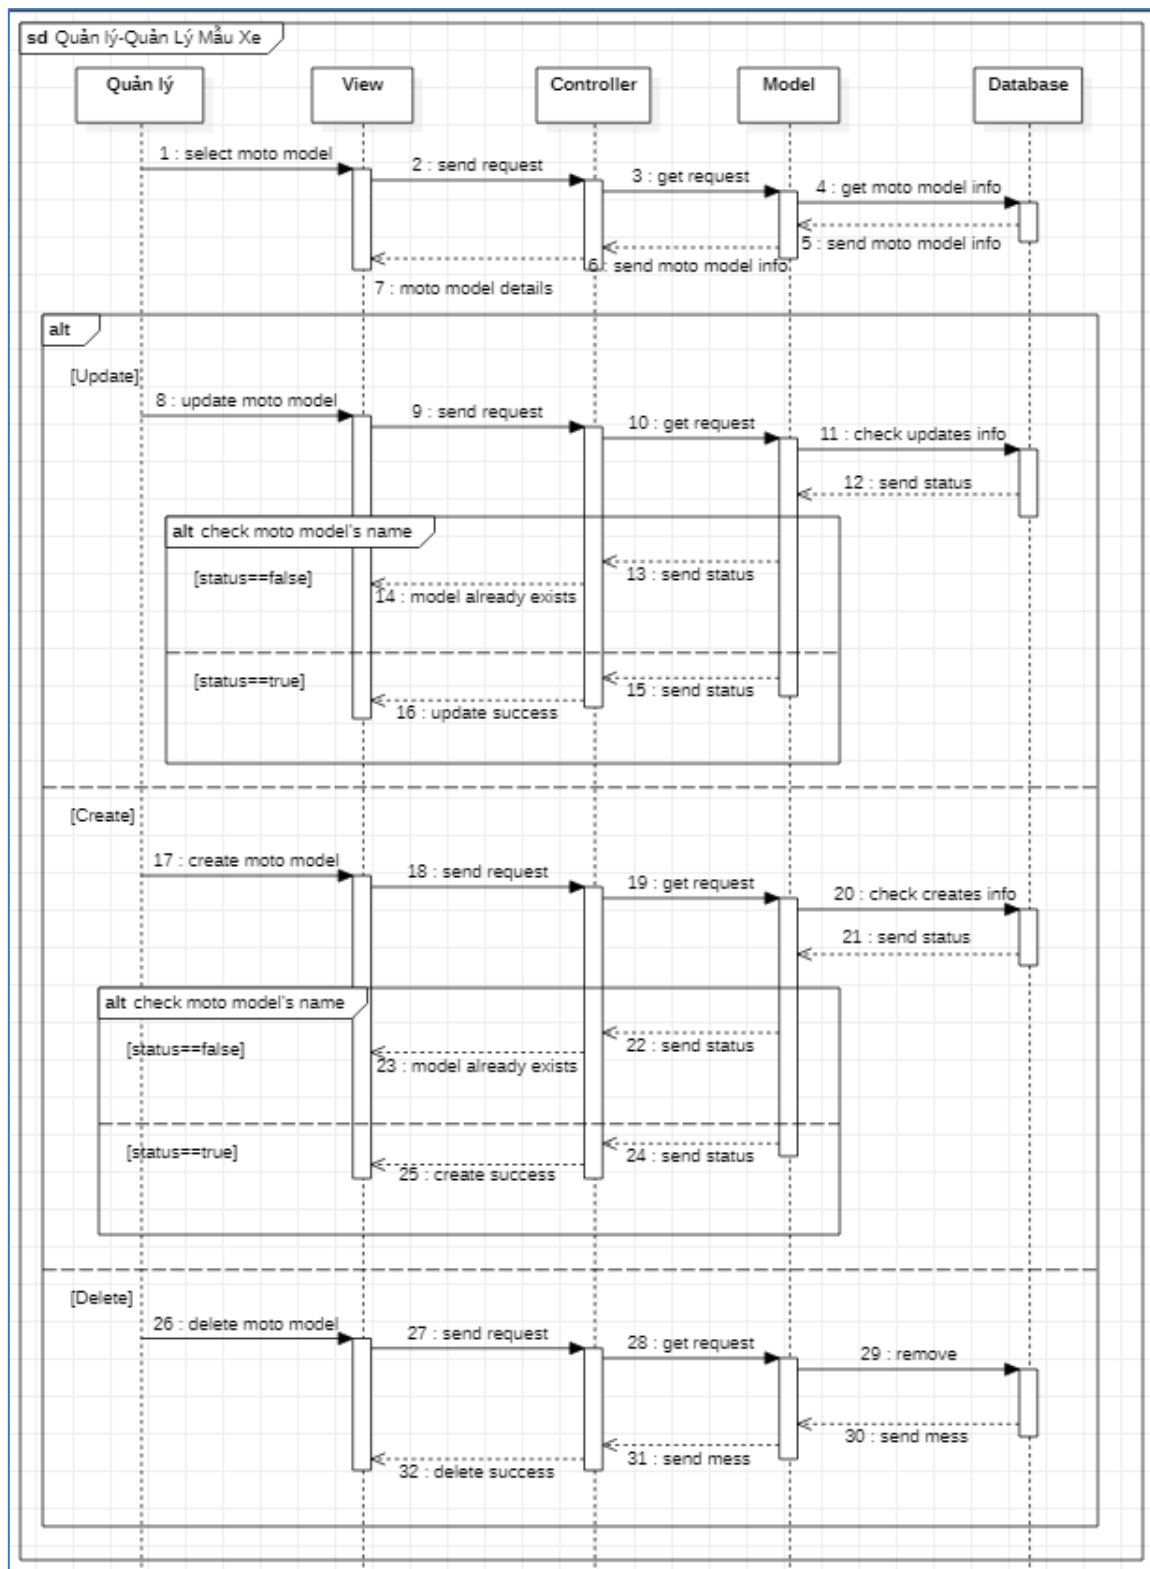 sd Quản lý-Quản Lý Mẫu Xe
Quản lý
View
Controller
Model
Database
1 : select moto model
2 : send request
3 : get request
4 : get moto model info
5 : send moto model info
6 : send moto model info
7 : moto model details
alt
[Update]
8 : update moto model
9 : send request
10 : get request
11 : check updates info
12 : send status
alt check moto model's name
[status==false]
13 : send status
14 : model already exists
[status==true]
15 : send status
16 : update success
[Create]
17 : create moto model
18 : send request
19 : get request
20 : check creates info
21 : send status
alt check moto model's name
[status==false]
22 : send status
23 : model already exists
[status==true]
24 : send status
25 : create success
[Delete]
26 : delete moto model
27 : send request
28 : get request
29 : remove
30 : send mess
31 : send mess
32 : delete success